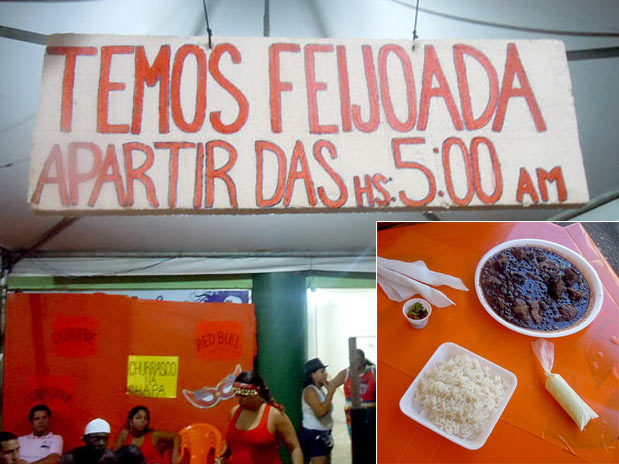 TEMOS FEIJOADA
APARTIR DAS HS: 5:00 AM
RED BULL
CHURRASCO
NA
CHAPA